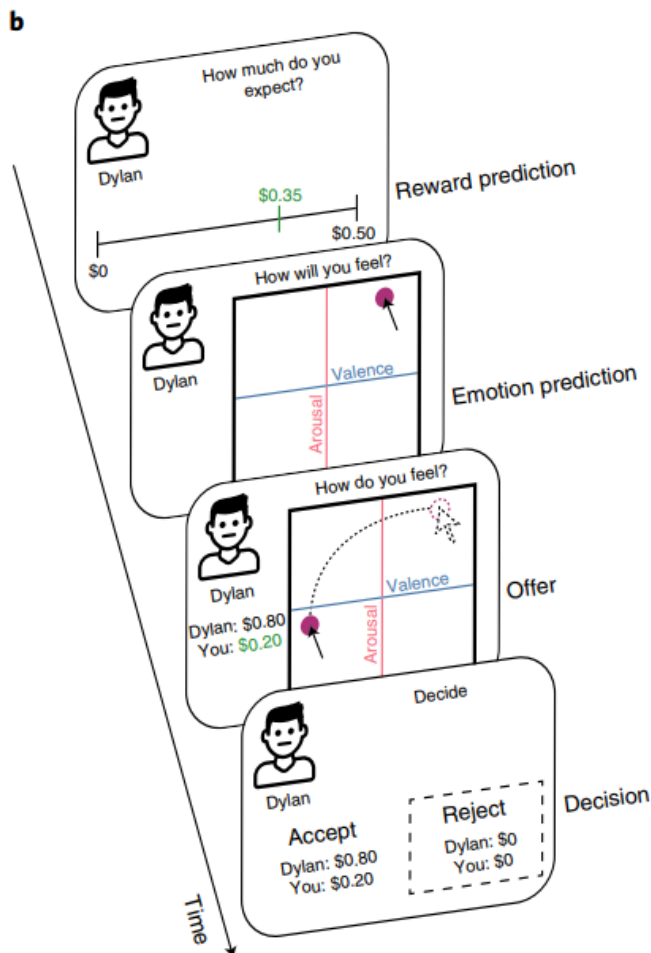 b
How much do you
expect?
Dylan
$0.35
$0
$0.50
Reward prediction
How will you feel?
Dylan
Valence
Arousal
Emotion prediction
How do you feel?
Dylan
Dylan: $0.80
You: $0.20
Valence
Arousal
Offer
Decide
Dylan
Accept
Dylan: $0.80
You: $0.20
Reject
Dylan: $0
You: $0
Decision
Time